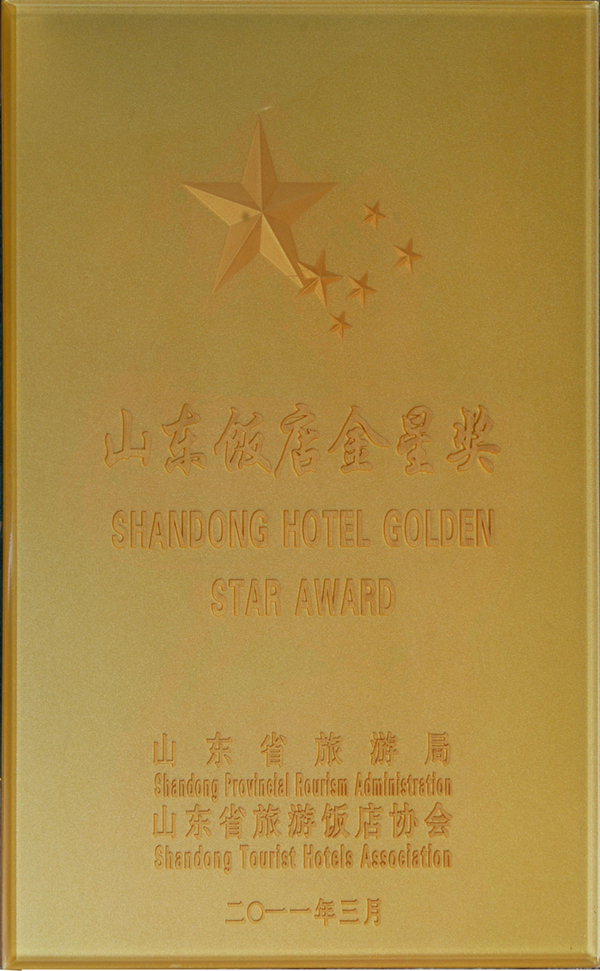 山东饭店金星奖
SHANDONG HOTEL GOLDEN
STAR AWARD
山东省旅游局
Shandong Provincial Rourism Administration
山东省旅游饭店协会
Shandong Tourist Hotels Association
二〇一一年三月